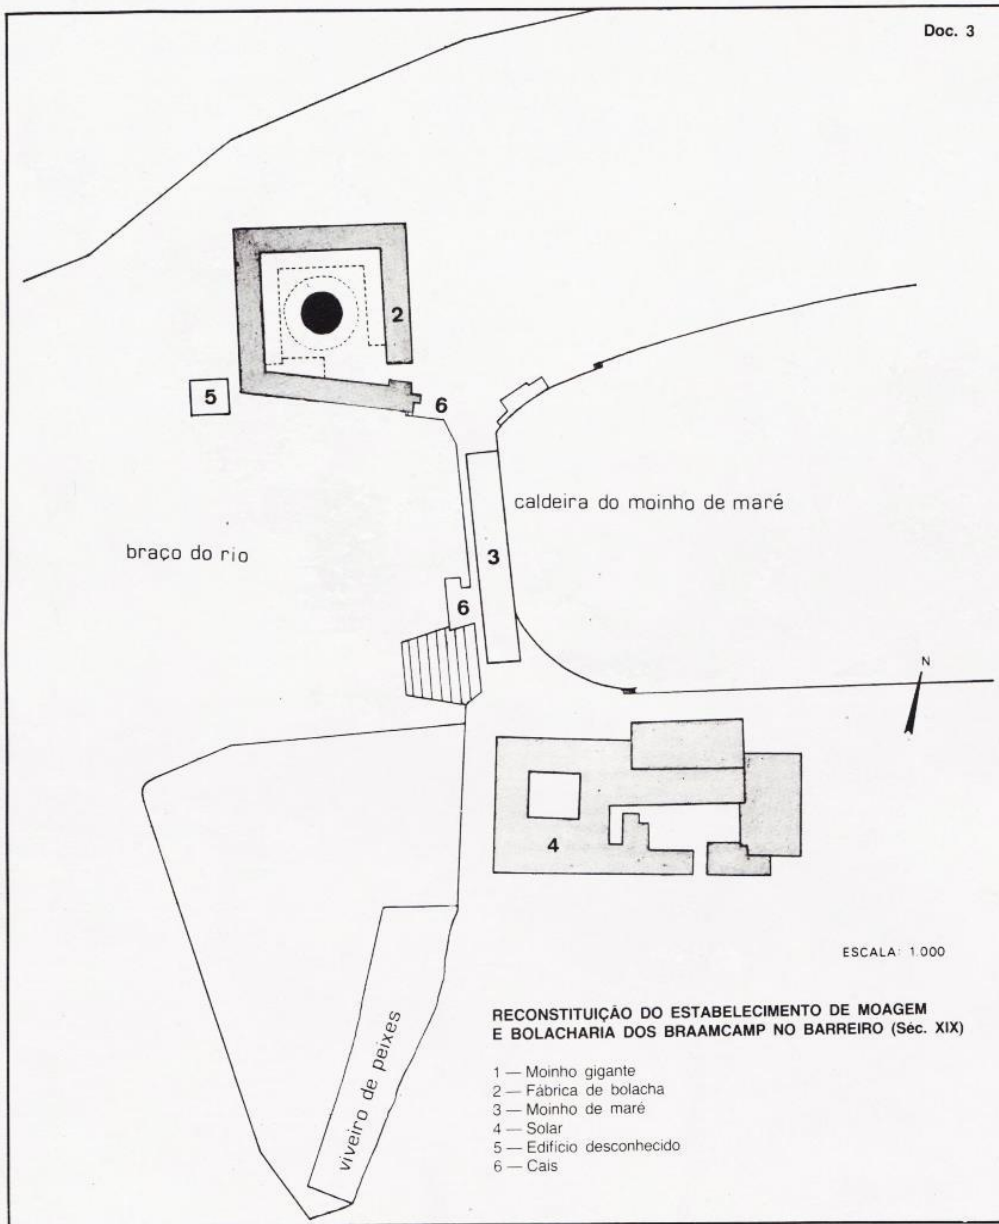 Doc. 3
2
5
6
caldeira do moinho de maré
braço do rio
3
6
N
4
ESCALA: 1.000
viveiro de peixes
RECONSTITUIÇÃO DO ESTABELECIMENTO DE MOAGEM
E BOLACHARIA DOS BRAAMCAMP NO BARREIRO (Séc. XIX)
1 — Moinho gigante
2 — Fábrica de bolacha
3 — Moinho de maré
4 — Solar
5 — Edifício desconhecido
6 — Cais